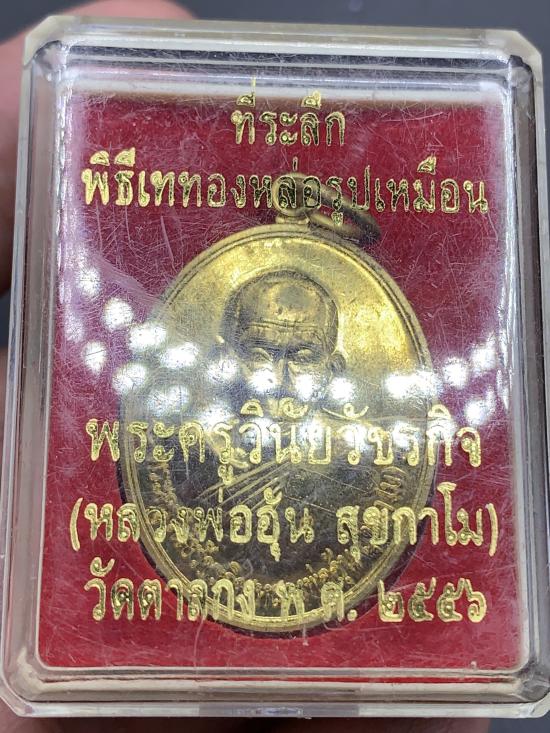 ที่ระลึก
พิธีเททองหล่อรูปเหมือน
พระครูวินัยวัชรกิจ
(หลวงพ่ออุ้น สุขกาโม)
วัดตาลกง พ.ศ. ๒๕๕๖